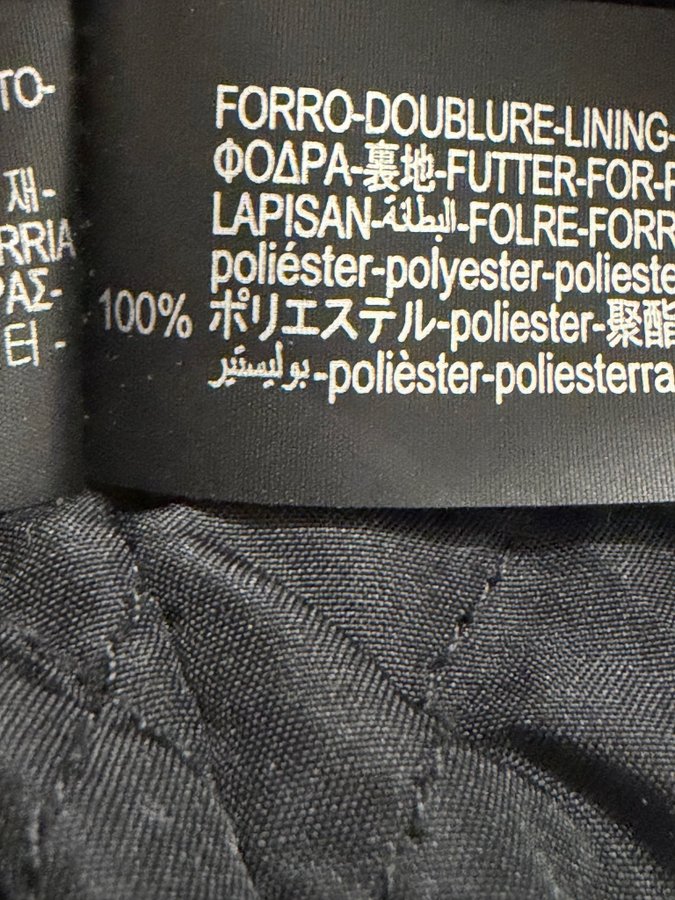 TO-
재-
RRIA
ΡΑΣ-
터 -
FORRO-DOUBLURE-LINING-
ΦΟΔΡΑ-裏地-FUTTER-FOR-F
LAPISAN-البطانة-FOLRE-FORR
poliéster-polyester-polieste
100% ポリエステル-poliester-聚酯
بوليستير-polièster-poliesterra